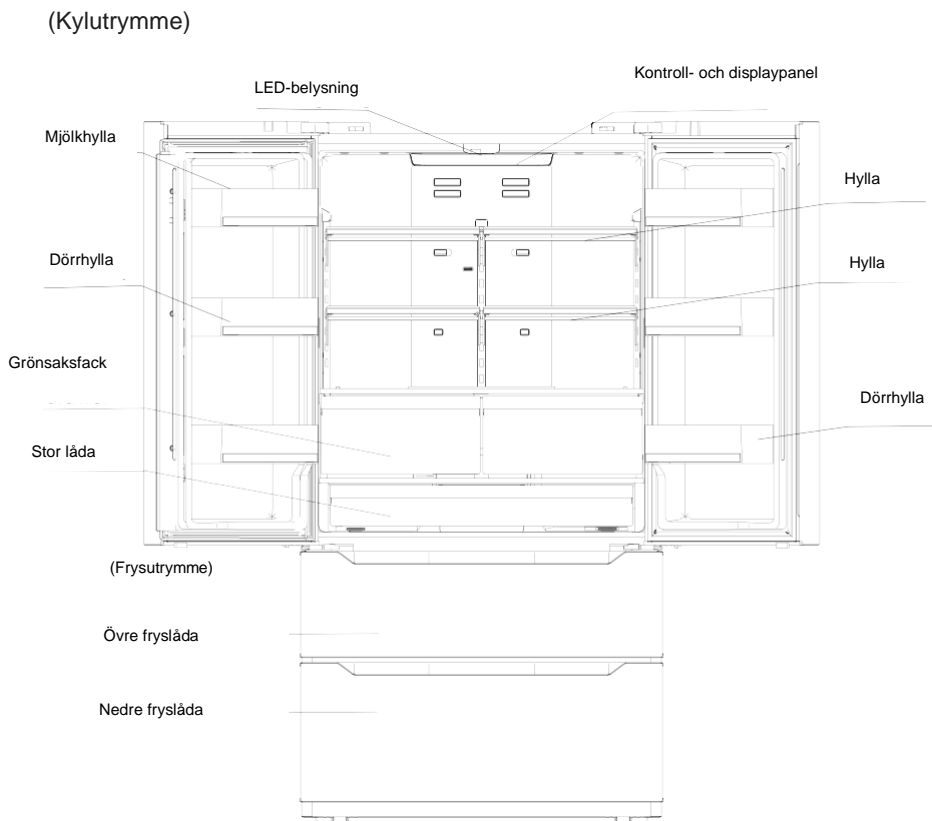 (Kylutrymme)
Kontroll- och displaypanel
LED-belysning
Mjölkhylla
Hylla
Dörrhylla
Hylla
Grönsaksfack
Dörrhylla
Stor låda
(Frysutrymme)
Övre fryslåda
Nedre fryslåda